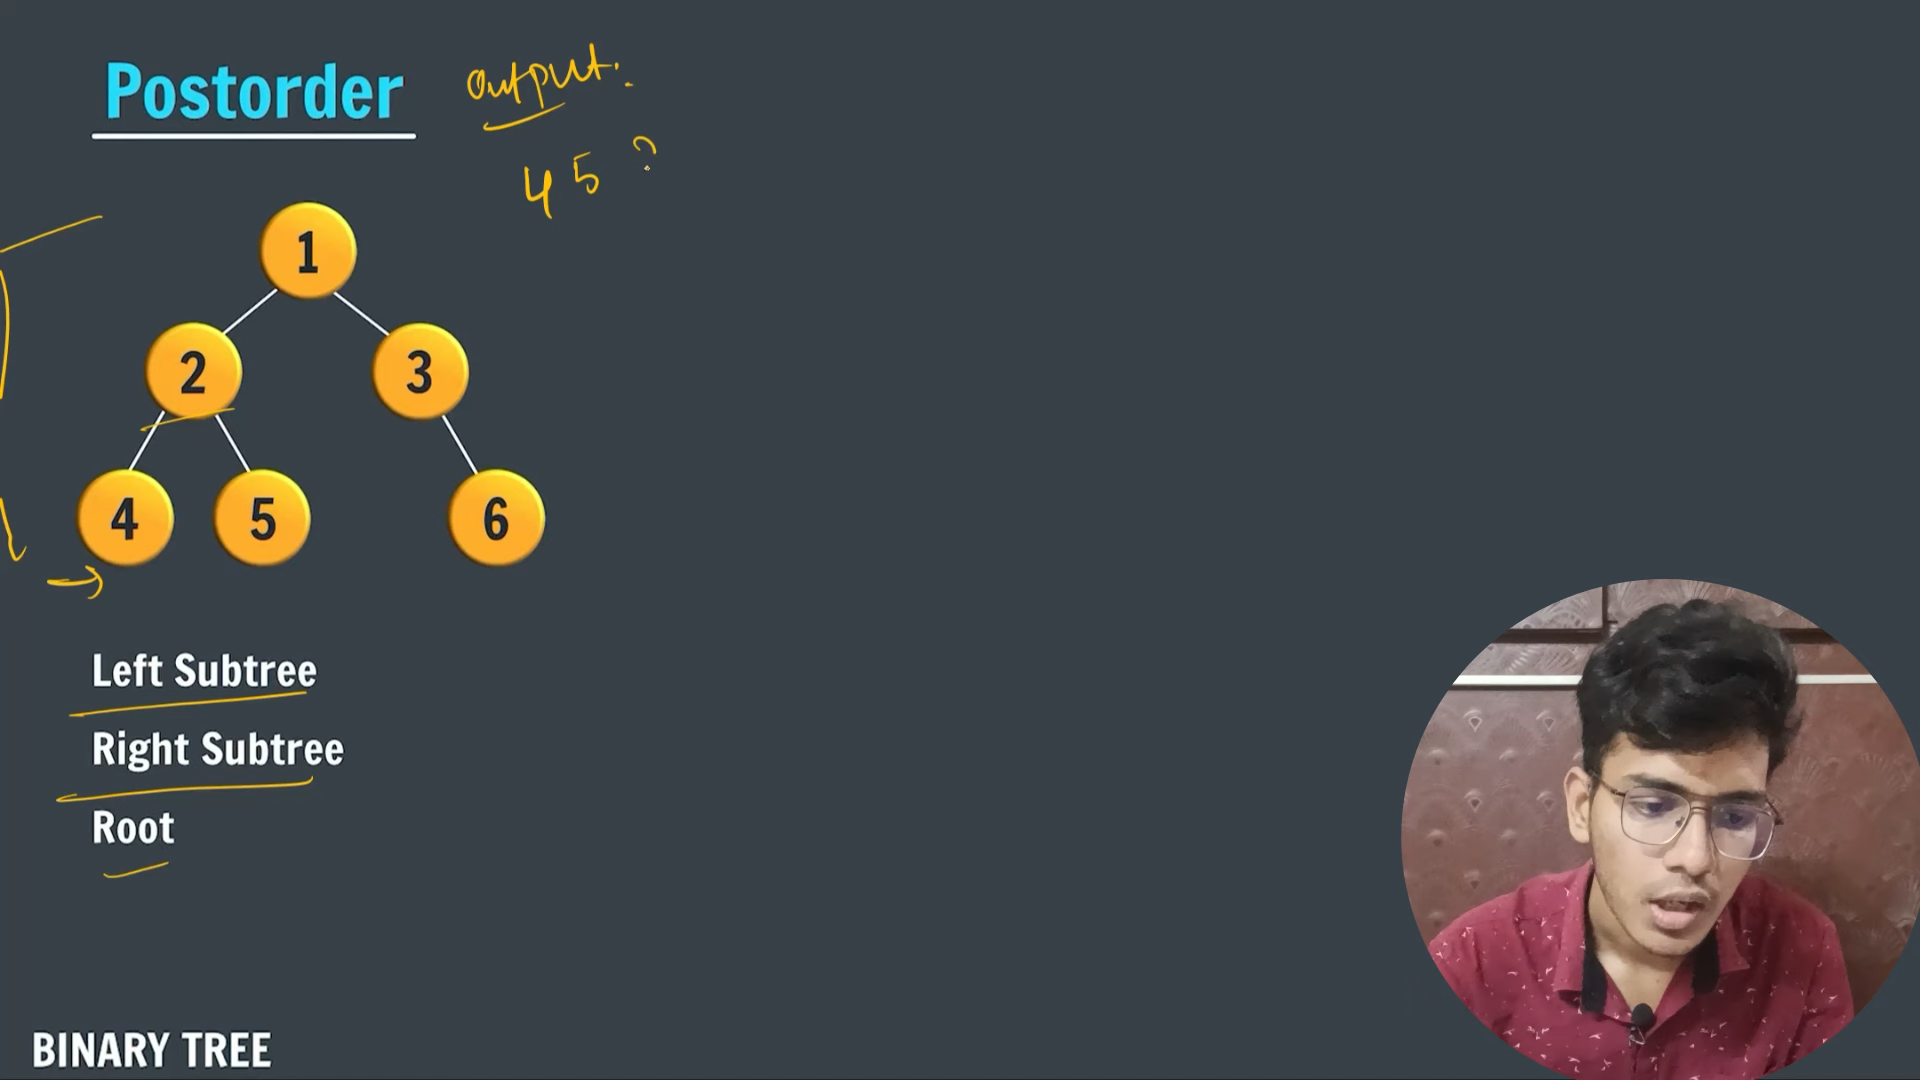 Postorder
Output:
4 5 ?
1
2 3
4 5 6
Left Subtree
Right Subtree
Root
BINARY TREE